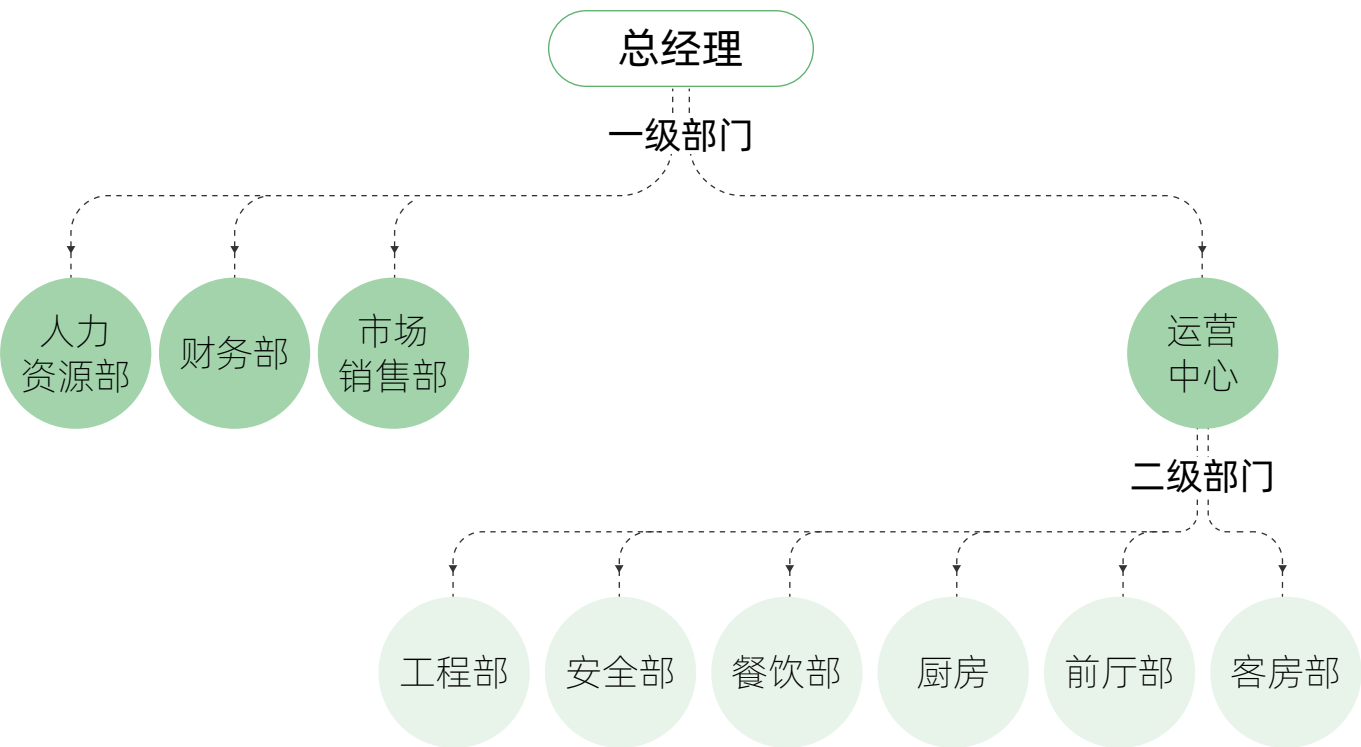 总经理
一级部门
人力
资源部
财务部
市场
销售部
运营
中心
二级部门
工程部
安全部
餐饮部
厨房
前厅部
客房部